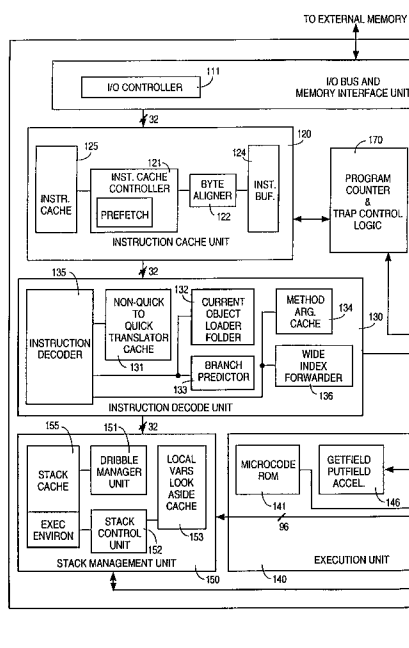 TO EXTERNAL MEMORY
111
I/O CONTROLLER
I/O BUS AND
MEMORY INTERFACE UNIT
32
120
125
121
124
170
INSTR.
CACHE
INST. CACHE
CONTROLLER
PREFETCH
BYTE
ALIGNER
122
INST.
BUF.
INSTRUCTION CACHE UNIT
PROGRAM
COUNTER
&
TRAP CONTROL
LOGIC
32
135
132
134
130
INSTRUCTION
DECODER
NON-QUICK
TO
QUICK
TRANSLATOR
CACHE
131
CURRENT
OBJECT
LOADER
FOLDER
METHOD
ARG.
CACHE
BRANCH
PREDICTOR
133
WIDE
INDEX
FORWARDER
136
INSTRUCTION DECODE UNIT
32
155
151
STACK
CACHE
DRIBBLE
MANAGER
UNIT
LOCAL
VARS
LOOK
ASIDE
CACHE
153
EXEC
ENVIRON
STACK
CONTROL
UNIT
152
STACK MANAGEMENT UNIT
150
MICROCODE
ROM
141
GETFIELD
PUTFIELD
ACCEL.
146
96
EXECUTION UNIT
140